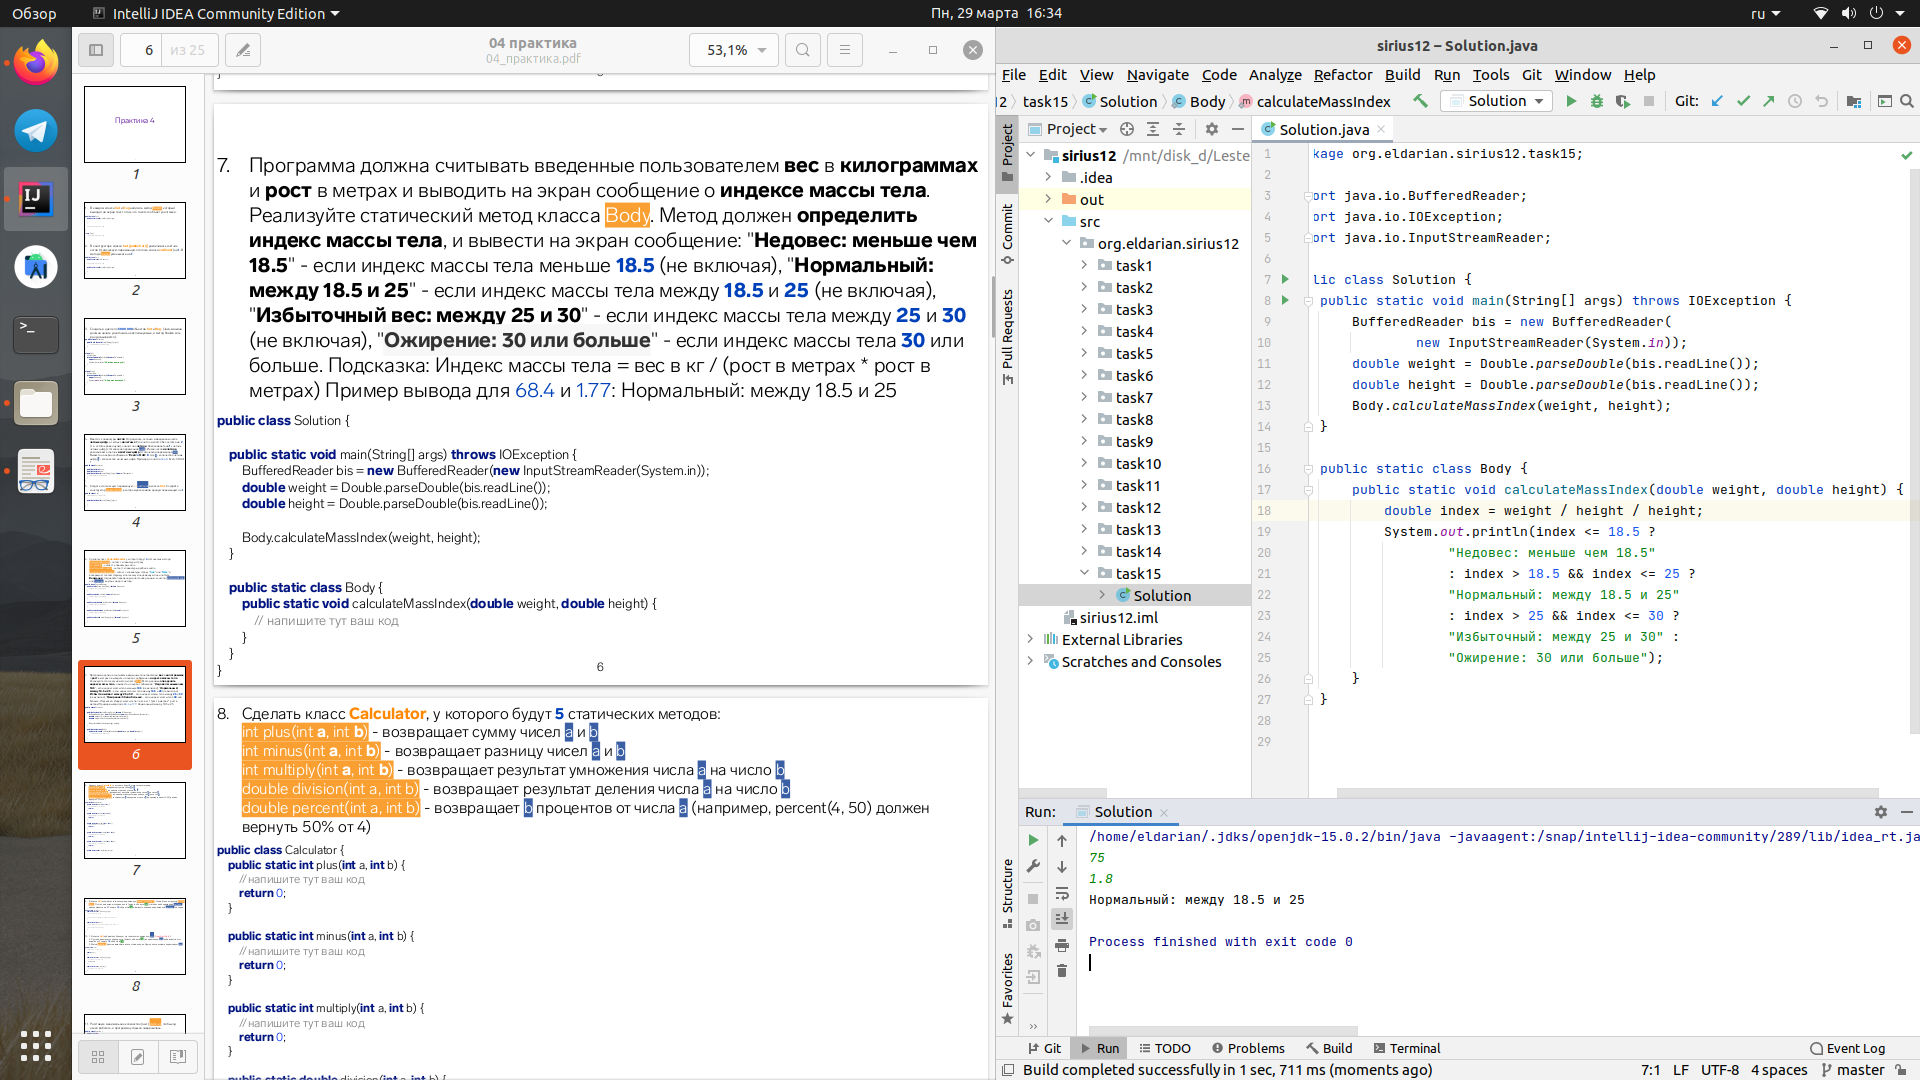 Обзор
IntelliJ IDEA Community Edition
Пн, 29 марта 16:34
ru
6 из 25
04 практика
04_практика.pdf
53,1%
Практика 4
1
2
3
4
5
6
7
8
7. Программа должна считывать введенные пользователем вес в килограммах
и рост в метрах и выводить на экран сообщение о индексе массы тела.
Реализуйте статический метод класса Body. Метод должен определить
индекс массы тела, и вывести на экран сообщение: "Недовес: меньше чем
18.5" - если индекс массы тела меньше 18.5 (не включая), "Нормальный:
между 18.5 и 25" - если индекс массы тела между 18.5 и 25 (не включая),
"Избыточный вес: между 25 и 30" - если индекс массы тела между 25 и 30
(не включая), "Ожирение: 30 или больше" - если индекс массы тела 30 или
больше. Подсказка: Индекс массы тела = вес в кг / (рост в метрах * рост в
метрах) Пример вывода для 68.4 и 1.77: Нормальный: между 18.5 и 25
public class Solution {
public static void main(String[] args) throws IOException {
BufferedReader bis = new BufferedReader(new InputStreamReader(System.in));
double weight = Double.parseDouble(bis.readLine());
double height = Double.parseDouble(bis.readLine());
Body.calculateMassIndex(weight, height);
}
public static class Body {
public static void calculateMassIndex(double weight, double height) {
// напишите тут ваш код
}
}
}
6
8. Сделать класс Calculator, у которого будут 5 статических методов:
int plus(int a, int b) - возвращает сумму чисел a и b
int minus(int a, int b) - возвращает разницу чисел a и b
int multiply(int a, int b) - возвращает результат умножения числа a на число b
double division(int a, int b) - возвращает результат деления числа a на число b
double percent(int a, int b) - возвращает b процентов от числа a (например, percent(4, 50) должен
вернуть 50% от 4)
public class Calculator {
public static int plus(int a, int b) {
//напишите тут ваш код
return 0;
}
public static int minus(int a, int b) {
//напишите тут ваш код
return 0;
}
public static int multiply(int a, int b) {
//напишите тут ваш код
return 0;
}
public static double division(int a, int b) {
sirius12 – Solution.java
File Edit View Navigate Code Analyze Refactor Build Run Tools Git Window Help
12 task15 Solution Body calculateMassIndex
Solution
Git:
Project
Commit
Pull Requests
Structure
Favorites
Project
sirius12 /mnt/disk_d/Leste
.idea
out
src
org.eldarian.sirius12
task1
task2
task3
task4
task5
task6
task7
task8
task9
task10
task11
task12
task13
task14
task15
Solution
sirius12.iml
External Libraries
Scratches and Consoles
Solution.java
1 kage org.eldarian.sirius12.task15;
2
3 ort java.io.BufferedReader;
4 ort java.io.IOException;
5 ort java.io.InputStreamReader;
6
7 lic class Solution {
8 public static void main(String[] args) throws IOException {
9 BufferedReader bis = new BufferedReader(
10 new InputStreamReader(System.in));
11 double weight = Double.parseDouble(bis.readLine());
12 double height = Double.parseDouble(bis.readLine());
13 Body.calculateMassIndex(weight, height);
14 }
15
16 public static class Body {
17 public static void calculateMassIndex(double weight, double height) {
18 double index = weight / height / height;
19 System.out.println(index <= 18.5 ?
20 "Недовес: меньше чем 18.5"
21 : index > 18.5 && index <= 25 ?
22 "Нормальный: между 18.5 и 25"
23 : index > 25 && index <= 30 ?
24 "Избыточный: между 25 и 30" :
25 "Ожирение: 30 или больше");
26 }
27 }
28
29
Run: Solution
/home/eldarian/.jdks/openjdk-15.0.2/bin/java -javaagent:/snap/intellij-idea-community/289/lib/idea_rt.ja
75
1.8
Нормальный: между 18.5 и 25
Process finished with exit code 0
Git Run TODO Problems Build Terminal
Event Log
Build completed successfully in 1 sec, 711 ms (moments ago)
7:1 LF UTF-8 4 spaces master